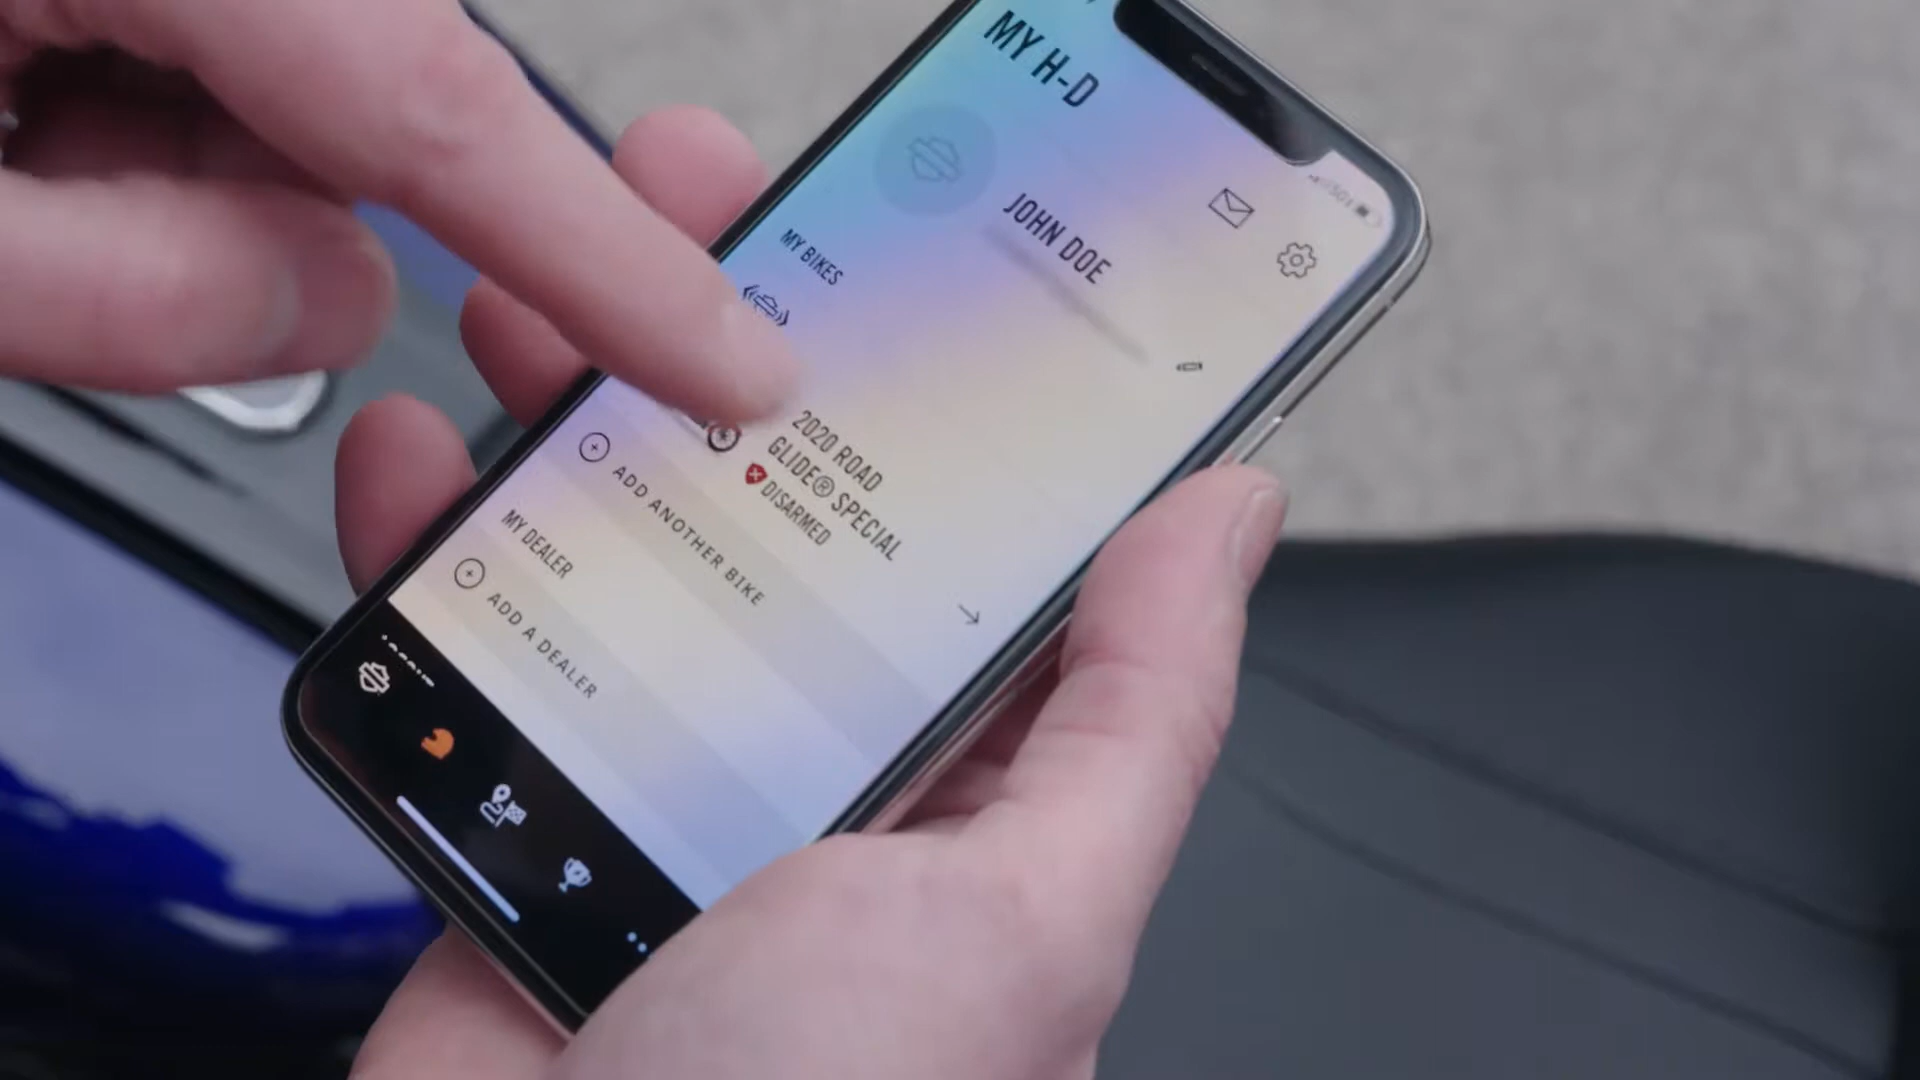 MY H-D
JOHN DOE
MY BIKES
2020 ROAD
GLIDE® SPECIAL
DISARMED
ADD ANOTHER BIKE
MY DEALER
ADD A DEALER